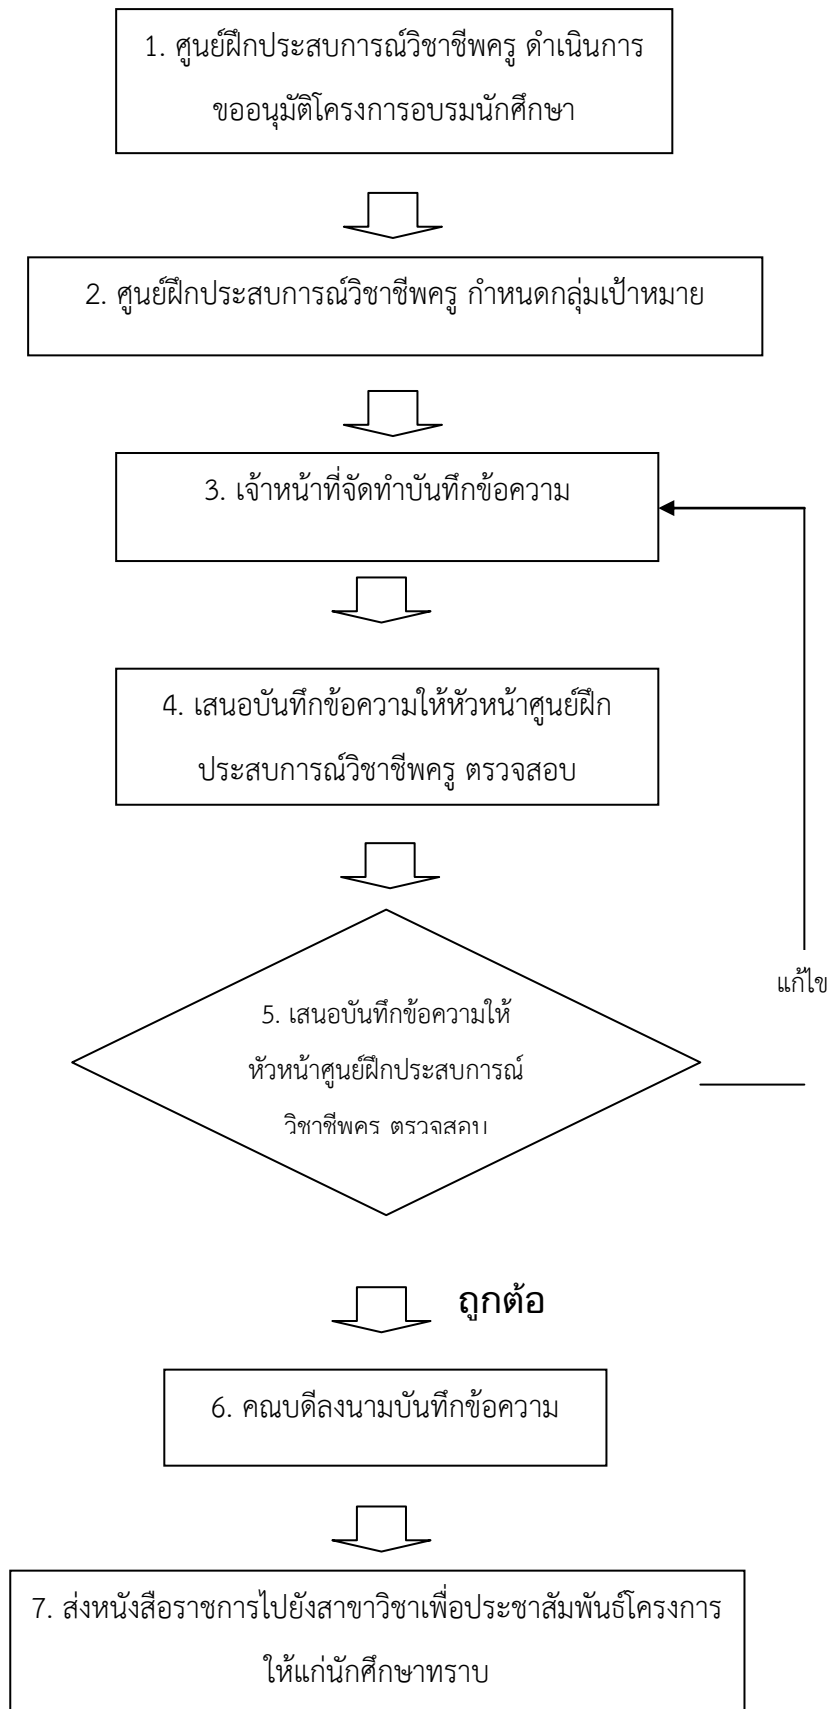 1. ศูนย์ฝึกประสบการณ์วิชาชีพครู ดำเนินการ
ขออนุมัติโครงการอบรมนักศึกษา
2. ศูนย์ฝึกประสบการณ์วิชาชีพครู กำหนดกลุ่มเป้าหมาย
3. เจ้าหน้าที่จัดทำบันทึกข้อความ
4. เสนอบันทึกข้อความให้หัวหน้าศูนย์ฝึก
ประสบการณ์วิชาชีพครู ตรวจสอบ
แก้ไข
5. เสนอบันทึกข้อความให้
หัวหน้าศูนย์ฝึกประสบการณ์
วิชาชีพครู ตรวจสอบ
ถูกต้อ
6. คณบดีลงนามบันทึกข้อความ
7. ส่งหนังสือราชการไปยังสาขาวิชาเพื่อประชาสัมพันธ์โครงการ
ให้แก่นักศึกษาทราบ